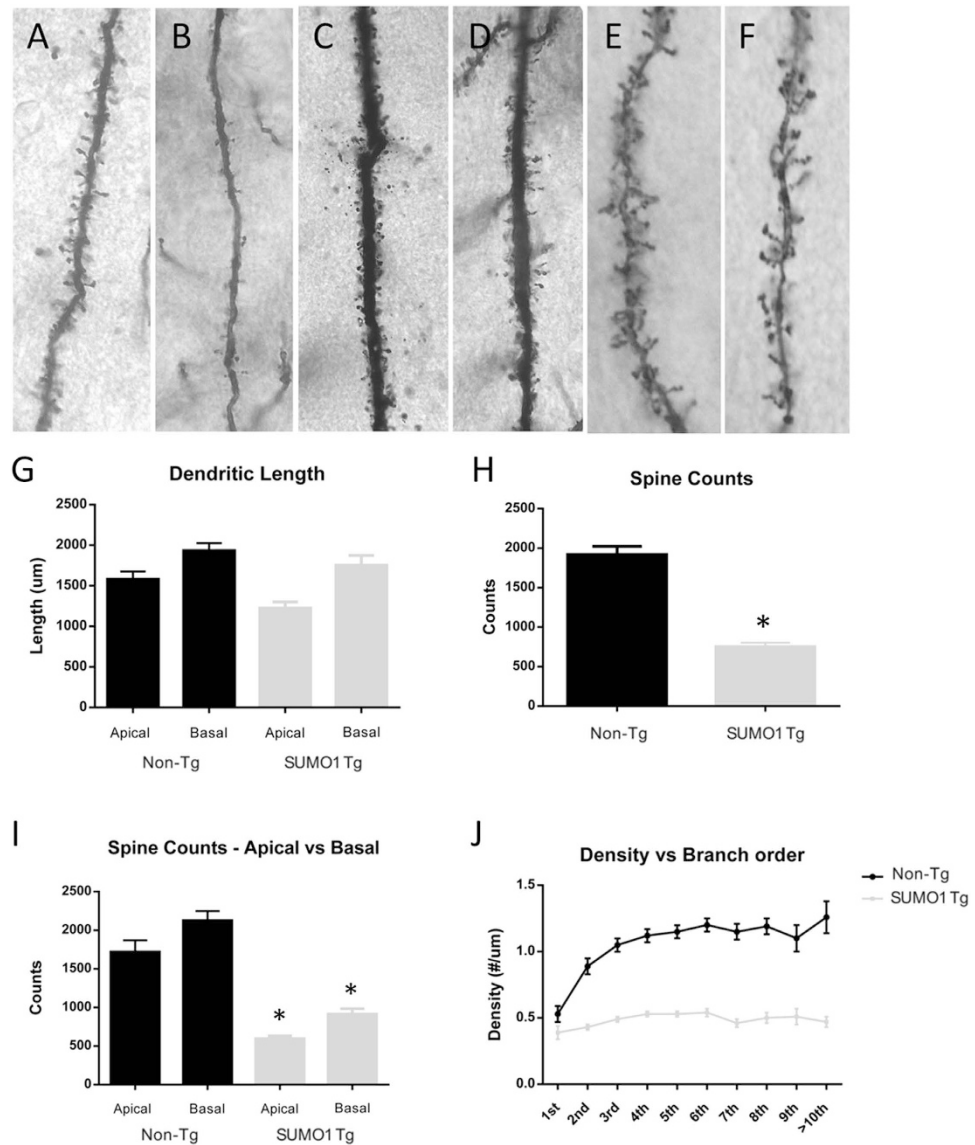 A B C D E F
G
Dendritic Length
Length (um)
2500
2000
1500
1000
500
0
Apical Basal Apical Basal
Non-Tg SUMO1 Tg
H
Spine Counts
Counts
2500
2000
1500
1000
500
0
*
Non-Tg SUMO1 Tg
I
Spine Counts - Apical vs Basal
Counts
2500
2000
1500
1000
500
0
* *
Apical Basal Apical Basal
Non-Tg SUMO1 Tg
J
Density vs Branch order
Non-Tg
SUMO1 Tg
Density (#/um)
1.5
1.0
0.5
0.0
1st 2nd 3rd 4th 5th 6th 7th 8th 9th >10th